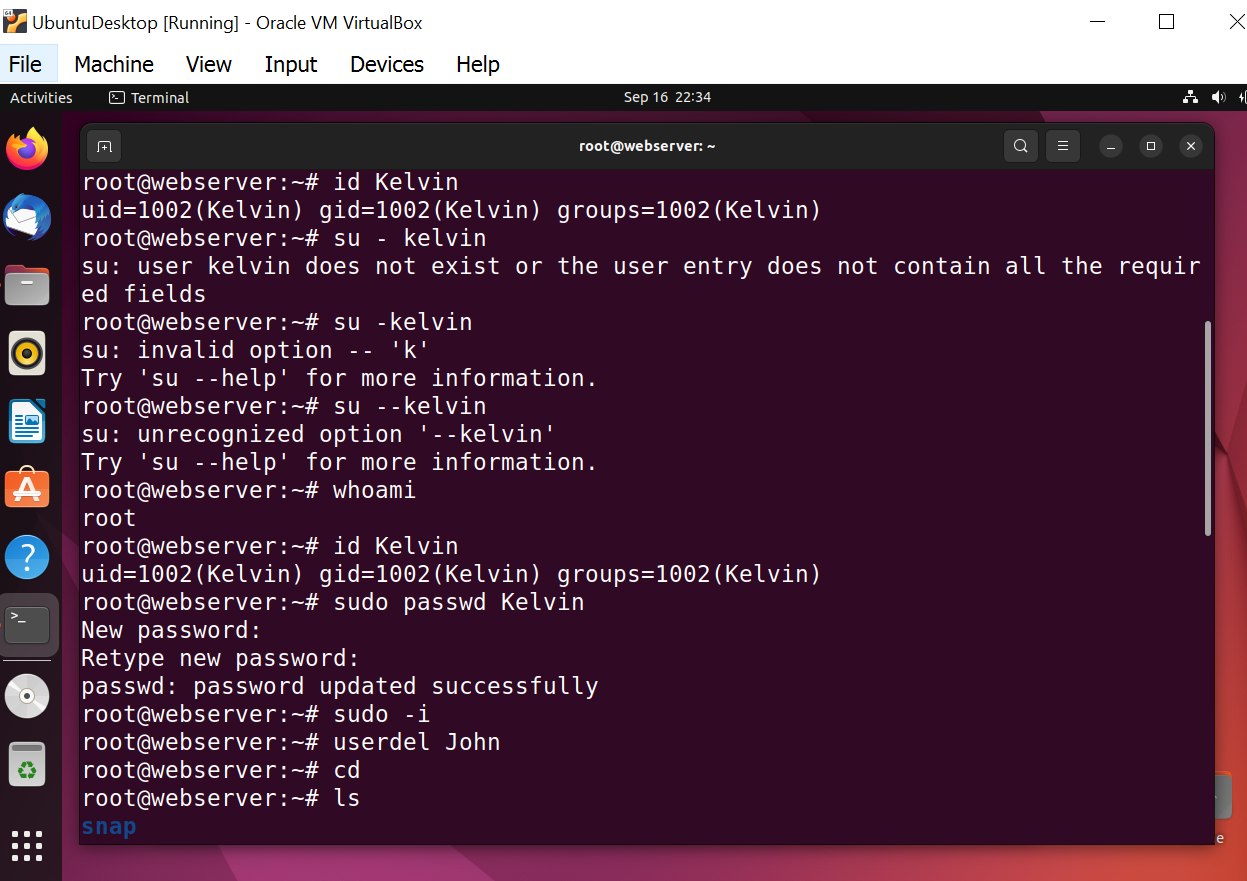 UbuntuDesktop [Running] - Oracle VM VirtualBox
File Machine View Input Devices Help
Activities Terminal Sep 16 22:34
root@webserver: ~
root@webserver:~# id Kelvin
uid=1002(Kelvin) gid=1002(Kelvin) groups=1002(Kelvin)
root@webserver:~# su - kelvin
su: user kelvin does not exist or the user entry does not contain all the requir
ed fields
root@webserver:~# su -kelvin
su: invalid option -- 'k'
Try 'su --help' for more information.
root@webserver:~# su --kelvin
su: unrecognized option '--kelvin'
Try 'su --help' for more information.
root@webserver:~# whoami
root
root@webserver:~# id Kelvin
uid=1002(Kelvin) gid=1002(Kelvin) groups=1002(Kelvin)
root@webserver:~# sudo passwd Kelvin
New password:
Retype new password:
passwd: password updated successfully
root@webserver:~# sudo -i
root@webserver:~# userdel John
root@webserver:~# cd
root@webserver:~# ls
snap
e